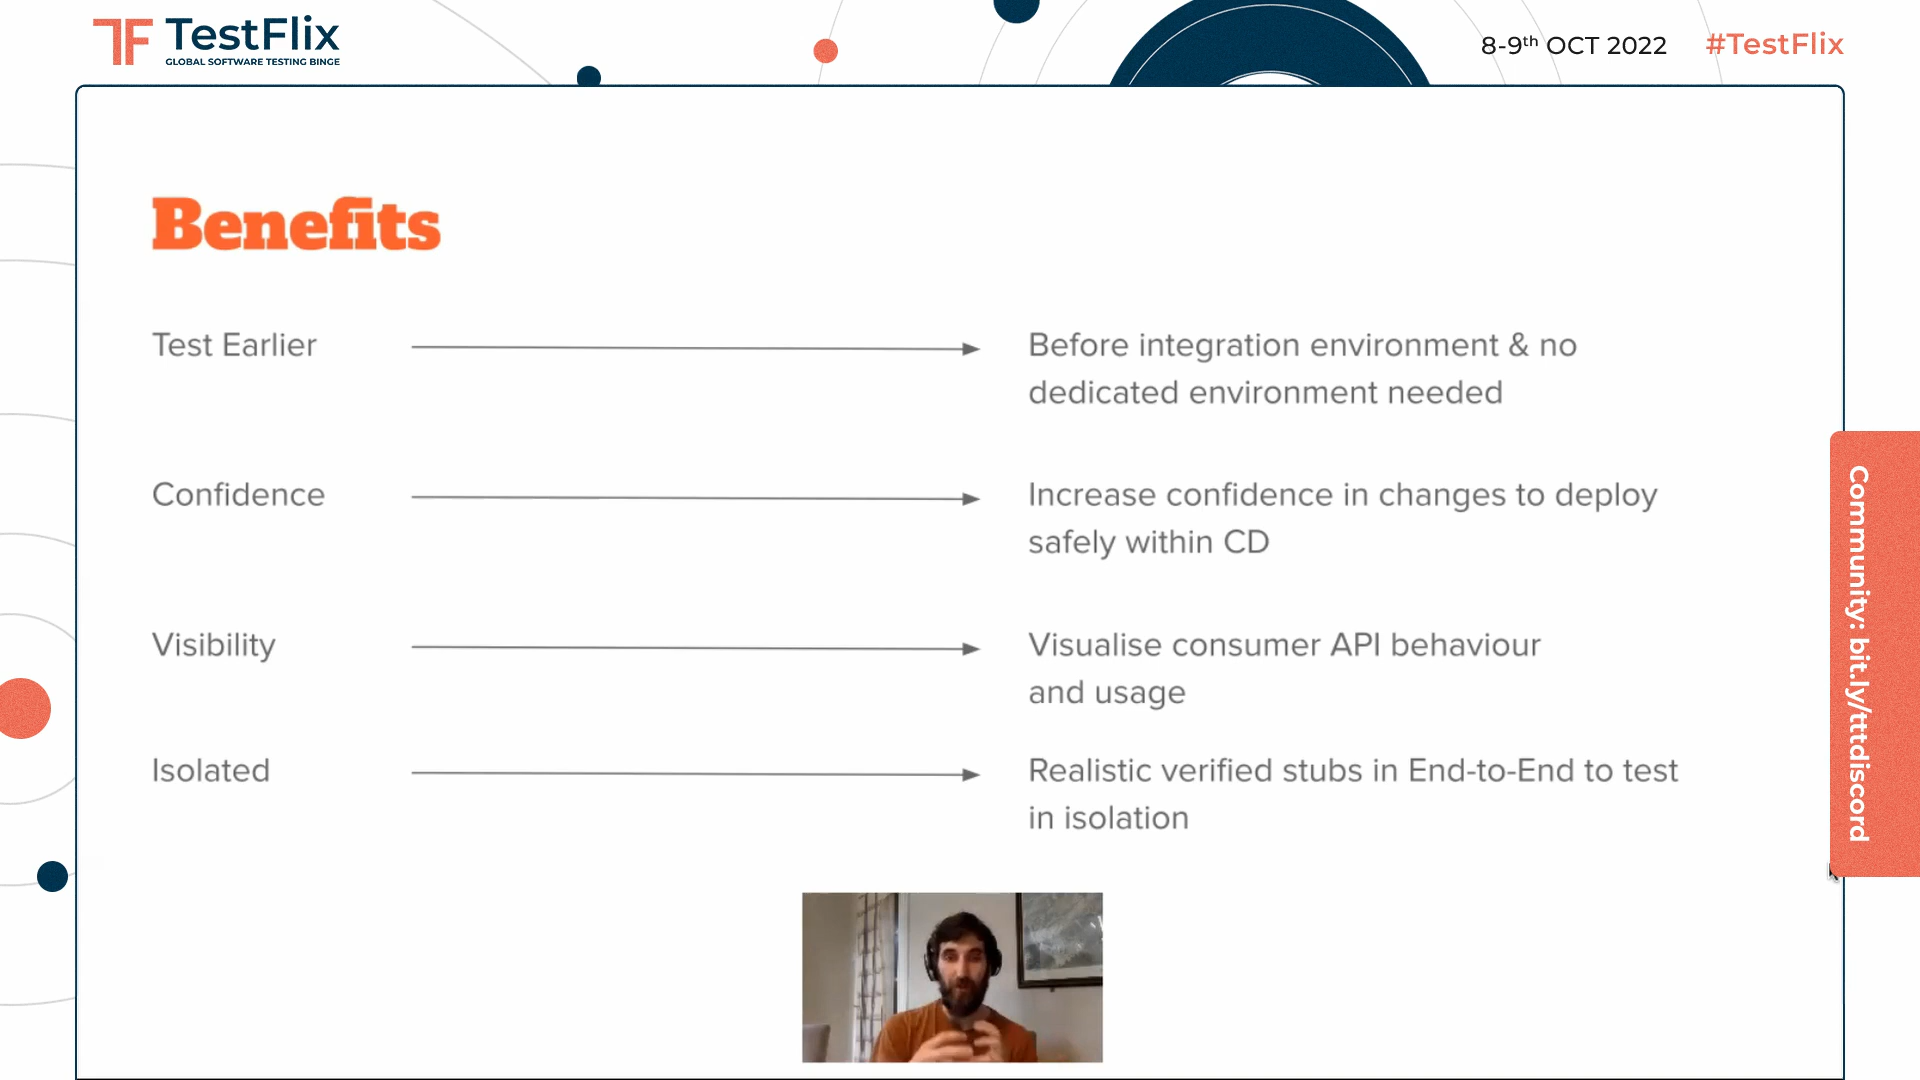 TF TestFlix
GLOBAL SOFTWARE TESTING BINGE
8-9th OCT 2022
#TestFlix
Benefits
Test Earlier
Before integration environment & no
dedicated environment needed
Confidence
Increase confidence in changes to deploy
safely within CD
Visibility
Visualise consumer API behaviour
and usage
Isolated
Realistic verified stubs in End-to-End to test
in isolation
Community: bit.ly/tttdiscord